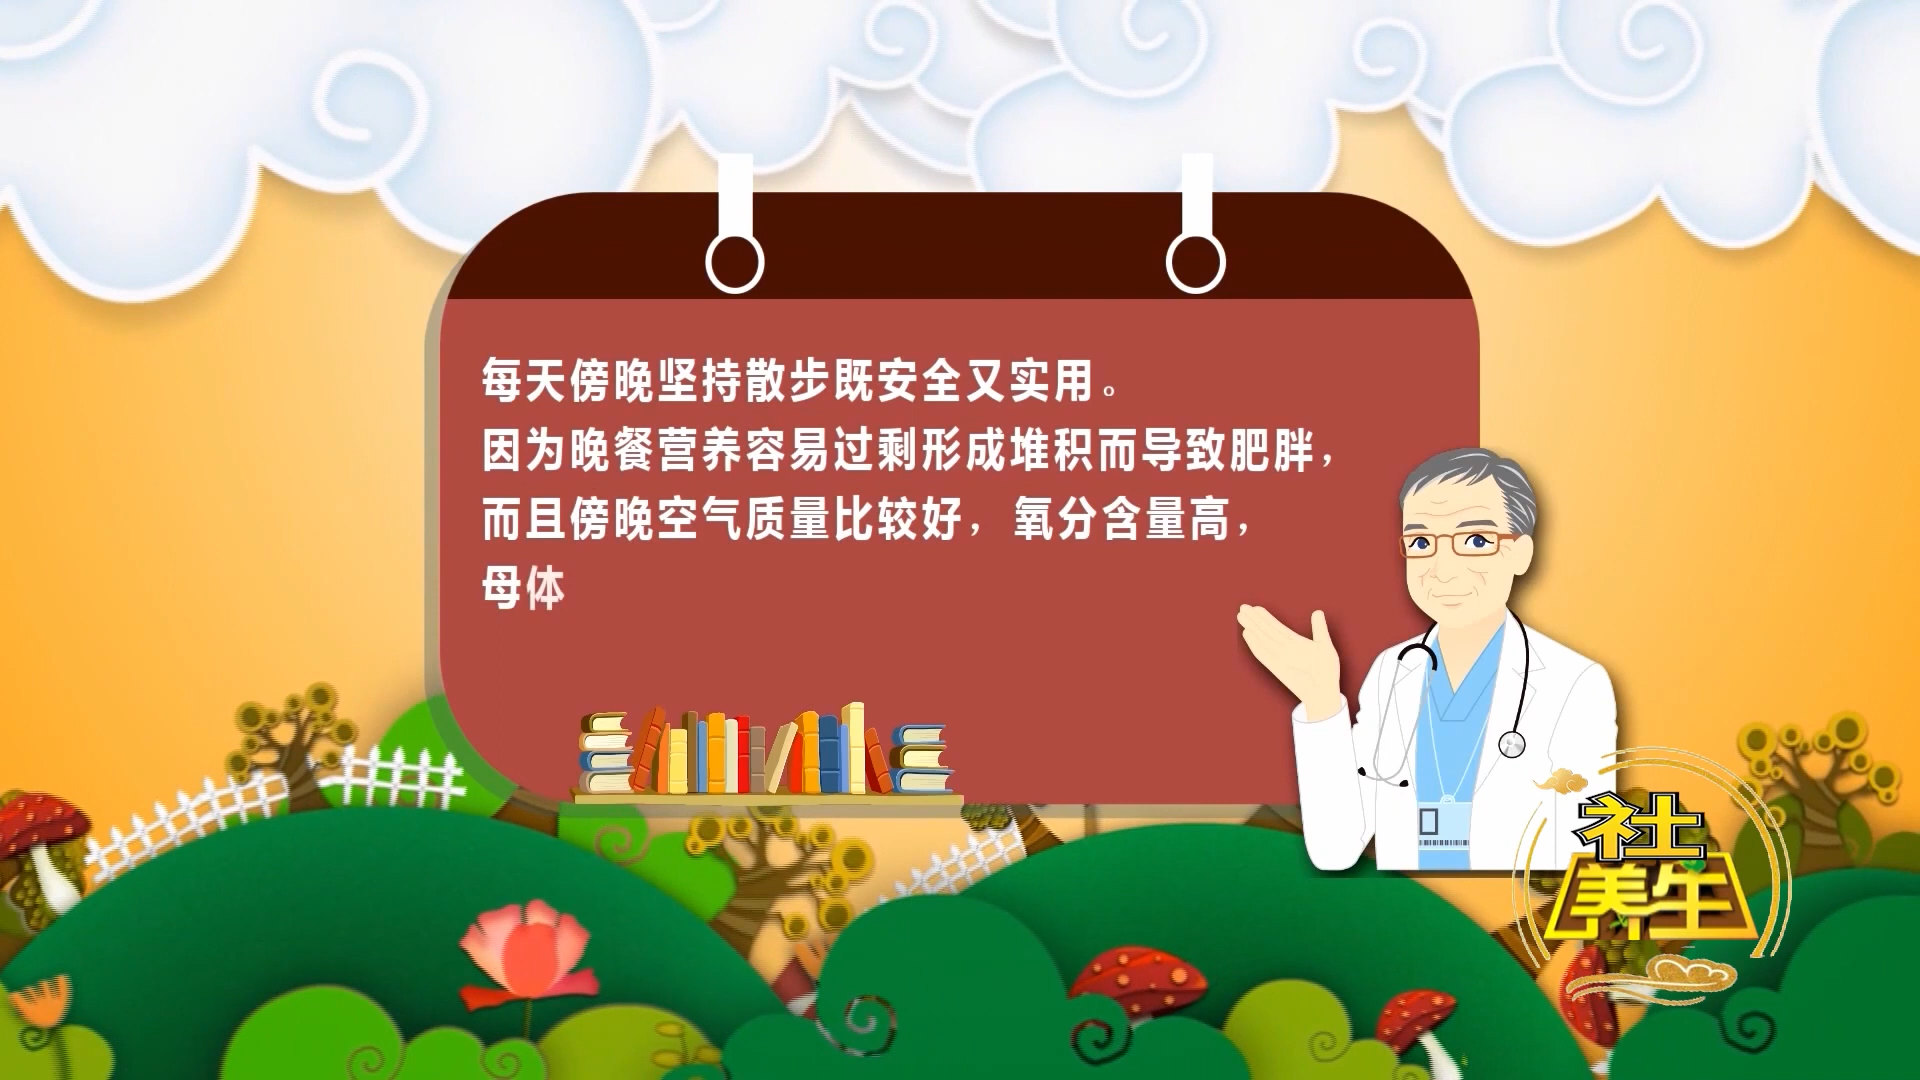 每天傍晚坚持散步既安全又实用。
因为晚餐营养容易过剩形成堆积而导致肥胖，
而且傍晚空气质量比较好，氧分含量高，
母体
社
养生